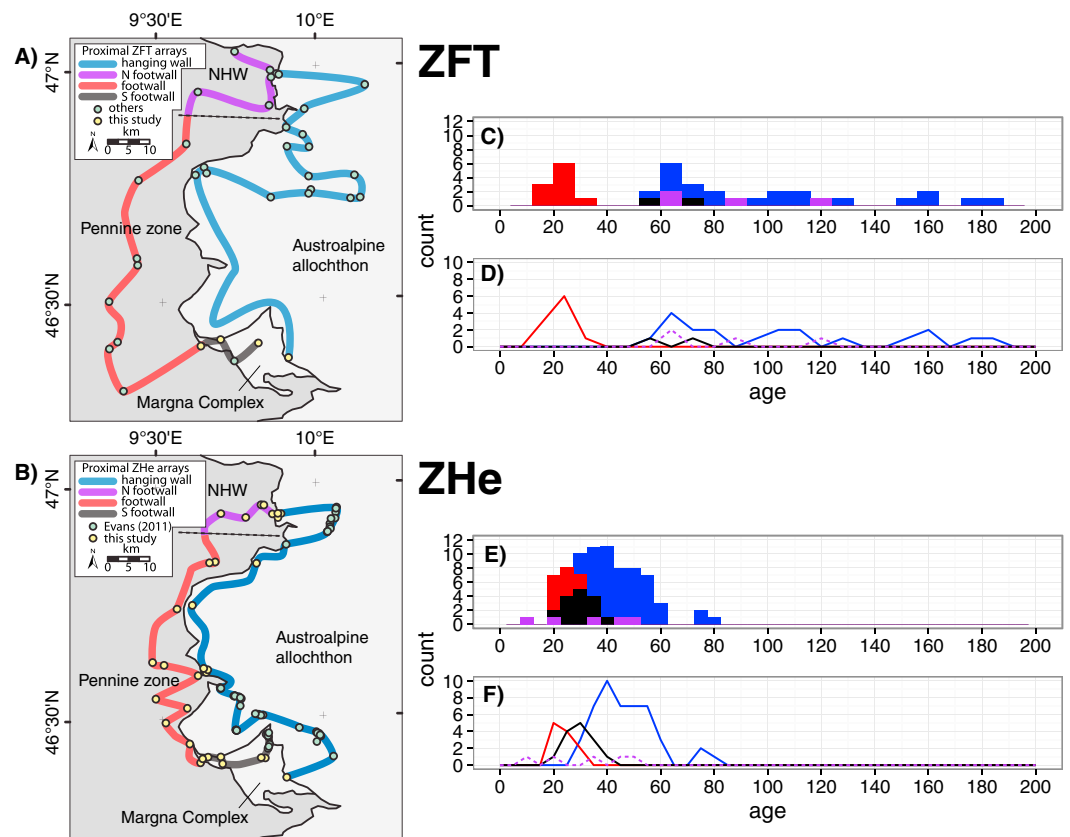 9°30'E
10°E
A)
47°N
46°30'N
Proximal ZFT arrays
hanging wall
N footwall
footwall
S footwall
others
this study
N
km
0 5 10
NHW
Pennine zone
Austroalpine
allochthon
Margna Complex
ZFT
C)
12
10
8
6
4
2
0
0 20 40 60 80 100 120 140 160 180 200
count
D)
10
8
6
4
2
0
0 20 40 60 80 100 120 140 160 180 200
age
9°30'E
10°E
B)
47°N
46°30'N
Proximal ZHe arrays
hanging wall
N footwall
footwall
S footwall
Evans (2011)
this study
N
km
0 5 10
NHW
Austroalpine
allochthon
Pennine zone
Margna Complex
ZHe
E)
12
10
8
6
4
2
0
0 20 40 60 80 100 120 140 160 180 200
count
F)
10
8
6
4
2
0
0 20 40 60 80 100 120 140 160 180 200
age